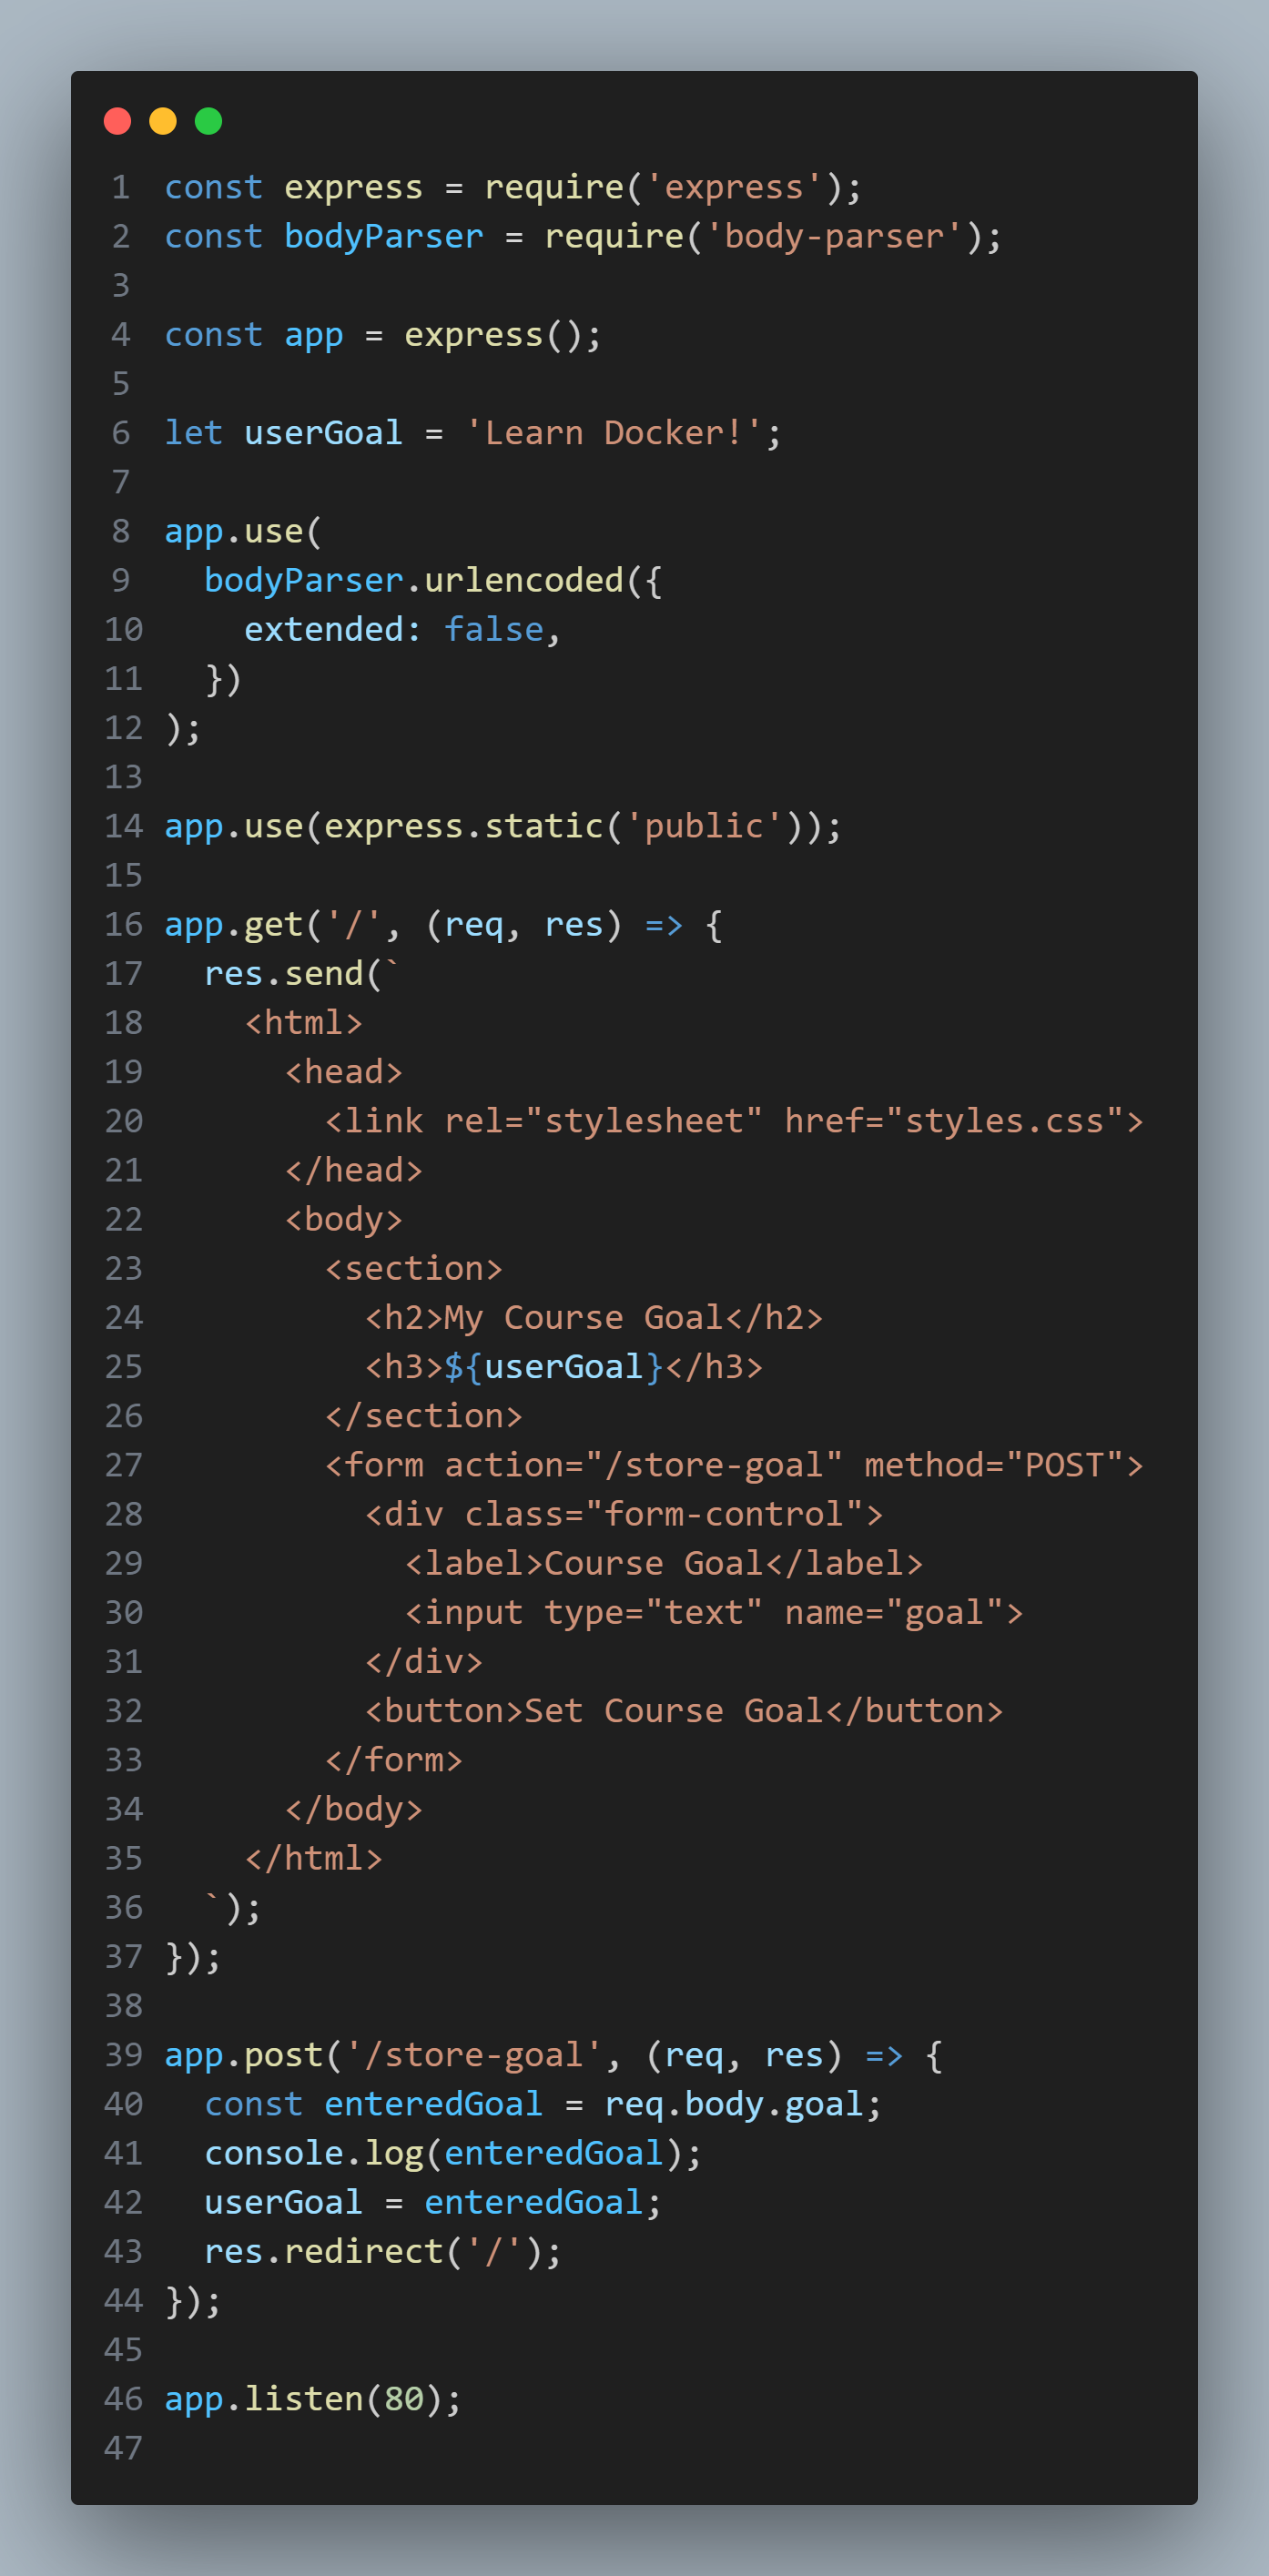 1 const express = require('express');
2 const bodyParser = require('body-parser');
3
4 const app = express();
5
6 let userGoal = 'Learn Docker!';
7
8 app.use(
9   bodyParser.urlencoded({
10     extended: false,
11   })
12 );
13
14 app.use(express.static('public'));
15
16 app.get('/', (req, res) => {
17   res.send(`
18     <html>
19       <head>
20         <link rel="stylesheet" href="styles.css">
21       </head>
22       <body>
23         <section>
24           <h2>My Course Goal</h2>
25           <h3>${userGoal}</h3>
26         </section>
27         <form action="/store-goal" method="POST">
28           <div class="form-control">
29             <label>Course Goal</label>
30             <input type="text" name="goal">
31           </div>
32           <button>Set Course Goal</button>
33         </form>
34       </body>
35     </html>
36   `);
37 });
38
39 app.post('/store-goal', (req, res) => {
40   const enteredGoal = req.body.goal;
41   console.log(enteredGoal);
42   userGoal = enteredGoal;
43   res.redirect('/');
44 });
45
46 app.listen(80);
47